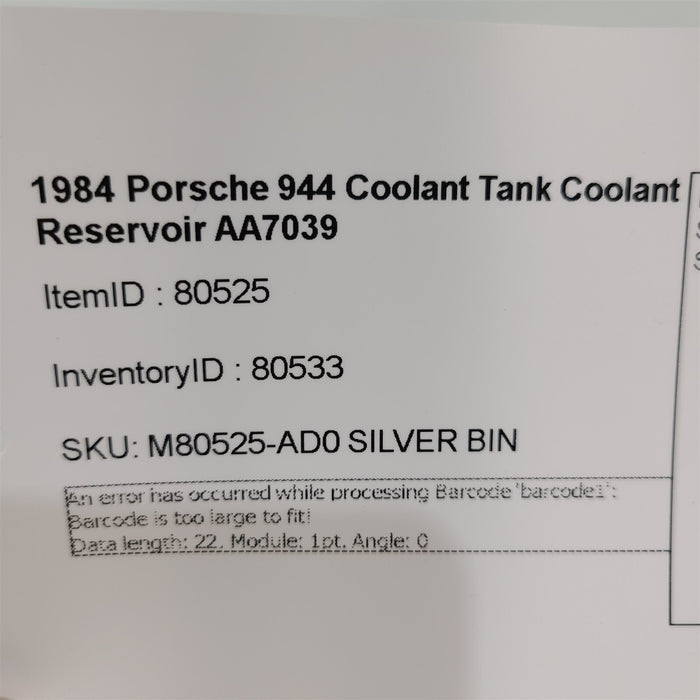 1984 Porsche 944 Coolant Tank Coolant
Reservoir AA7039
ItemID : 80525
InventoryID : 80533
SKU: M80525-AD0 SILVER BIN
An error has occurred while processing Barcode 'barcode1':
Barcode is too large to fit!
Data length: 22. Module: 1pt. Angle: 0